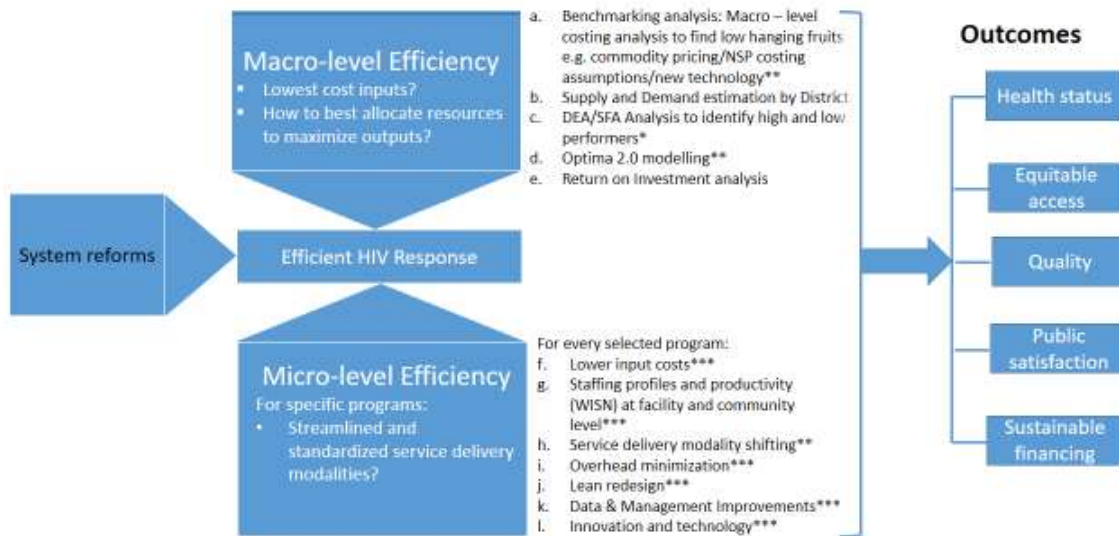 System reforms
Macro-level Efficiency
▪ Lowest cost inputs?
▪ How to best allocate resources
to maximize outputs?
Efficient HIV Response
Micro-level Efficiency
For specific programs:
• Streamlined and
standardized service delivery
modalities?
a. Benchmarking analysis: Macro – level
costing analysis to find low hanging fruits
e.g. commodity pricing/NSP costing
assumptions/new technology**
b. Supply and Demand estimation by District
c. DEA/SFA Analysis to identify high and low
performers*
d. Optima 2.0 modelling**
e. Return on Investment analysis
For every selected program:
f. Lower input costs***
g. Staffing profiles and productivity
(WISN) at facility and community
level***
h. Service delivery modality shifting**
i. Overhead minimization***
j. Lean redesign***
k. Data & Management Improvements***
l. Innovation and technology***
Outcomes
Health status
Equitable
access
Quality
Public
satisfaction
Sustainable
financing